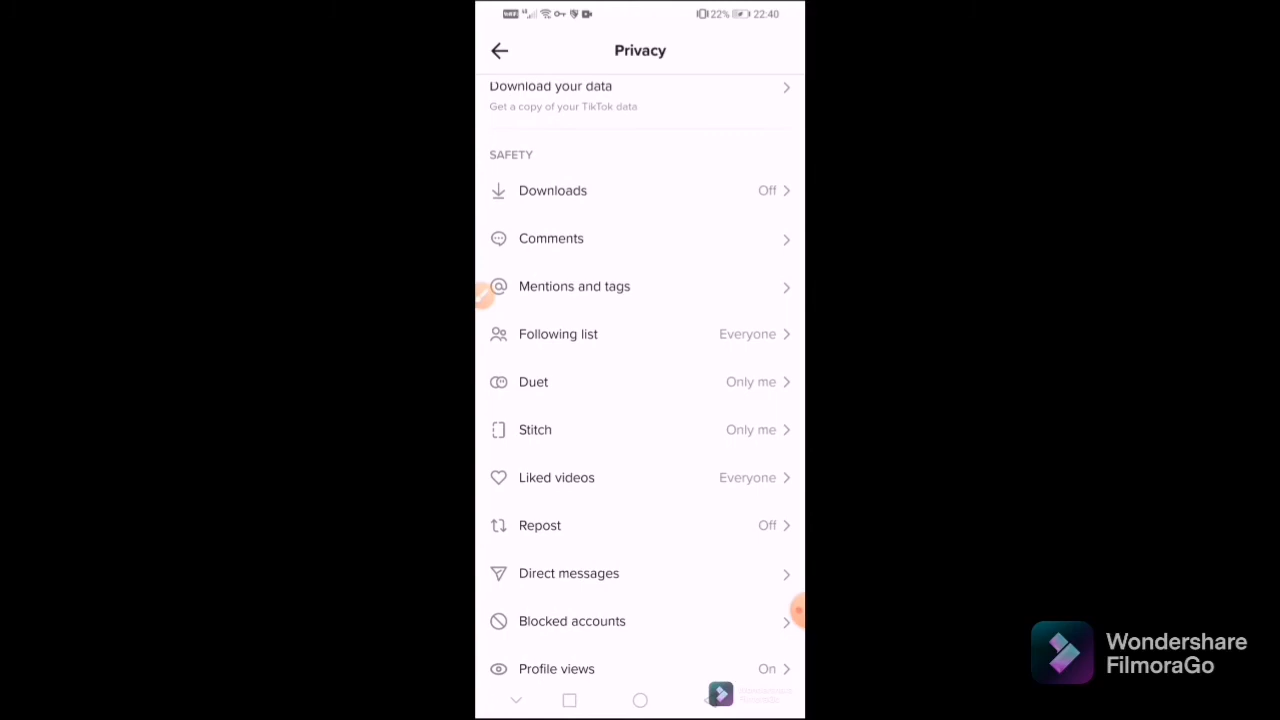 22% 22:40
Privacy
Download your data
Get a copy of your TikTok data
SAFETY
Downloads Off
Comments
Mentions and tags
Following list Everyone
Duet Only me
Stitch Only me
Liked videos Everyone
Repost Off
Direct messages
Blocked accounts
Profile views On
Wondershare
FilmoraGo